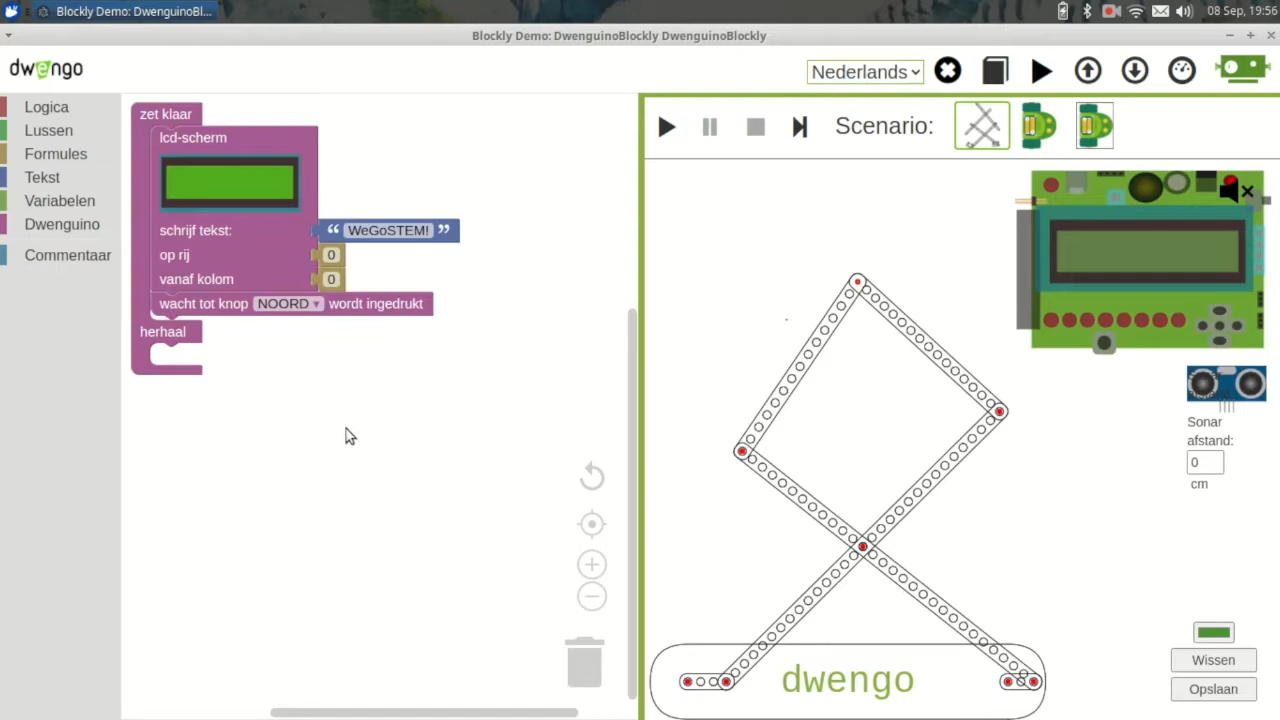 Blockly Demo: DwenguinoBl...
08 Sep, 19:56
Blockly Demo: DwenguinoBlockly DwenguinoBlockly
dwengo
Nederlands
Logica
Lussen
Formules
Tekst
Variabelen
Dwenguino
Commentaar
zet klaar
lcd-scherm
schrijf tekst:
“ WeGoSTEM! ”
op rij
0
vanaf kolom
0
wacht tot knop NOORD wordt ingedrukt
herhaal
Scenario:
Sonar
afstand:
0
cm
dwengo
Wissen
Opslaan